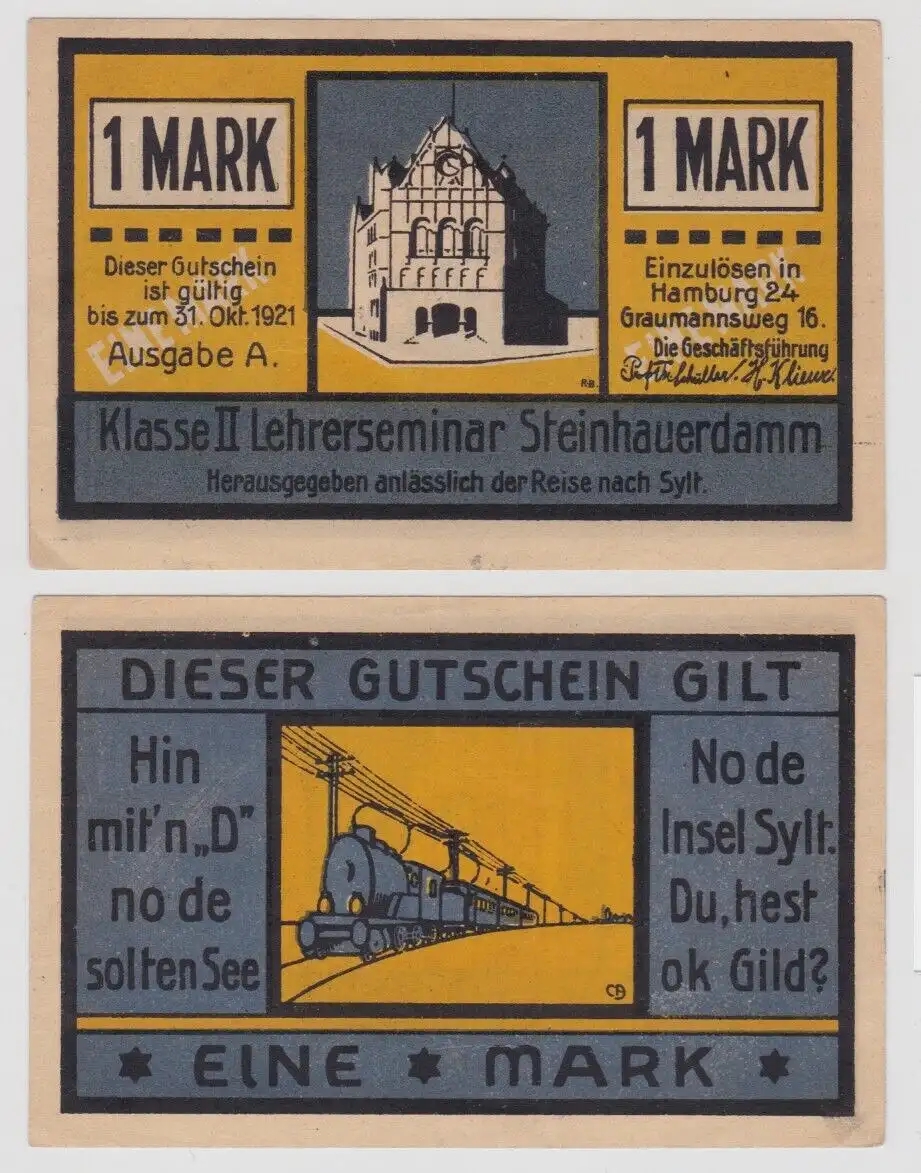 1 MARK
Dieser Gutschein
ist gültig
bis zum 31. Okt. 1921
Ausgabe A.
EINE MARK
R·B.
1 MARK
Einzulösen in
Hamburg 24
Graumannsweg 16.
Die Geschäftsführung
Klasse II Lehrerseminar Steinhauerdamm
Herausgegeben anlässlich der Reise nach Sylt.
DIESER GUTSCHEIN GILT
Hin
mit'n „D"
no de
solten See
No de
Insel Sylt.
Du, hest
ok Gild?
EINE MARK